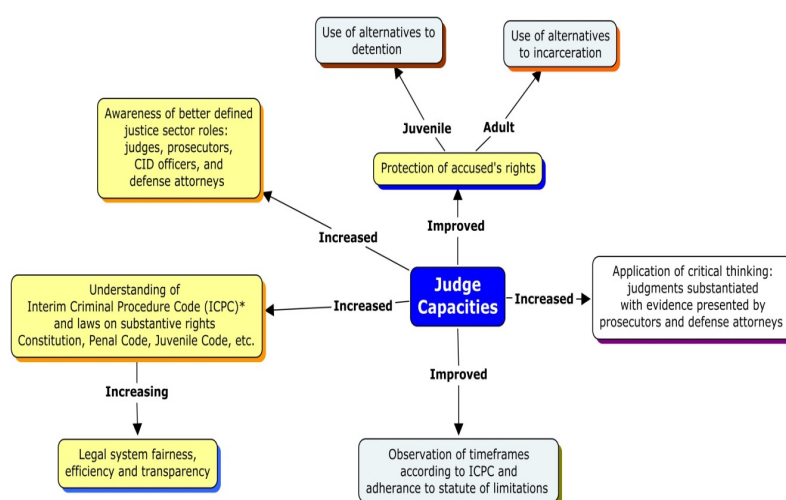 Use of alternatives to
detention
Use of alternatives
to incarceration
Juvenile
Adult
Awareness of better defined
justice sector roles:
judges, prosecutors,
CID officers, and
defense attorneys
Protection of accused's rights
Improved
Increased
Understanding of
Interim Criminal Procedure Code (ICPC)*
and laws on substantive rights
Constitution, Penal Code, Juvenile Code, etc.
Increased
Judge
Capacities
Increased
Application of critical thinking:
judgments substantiated
with evidence presented by
prosecutors and defense attorneys
Increasing
Improved
Legal system fairness,
efficiency and transparency
Observation of timeframes
according to ICPC and
adherance to statute of limitations